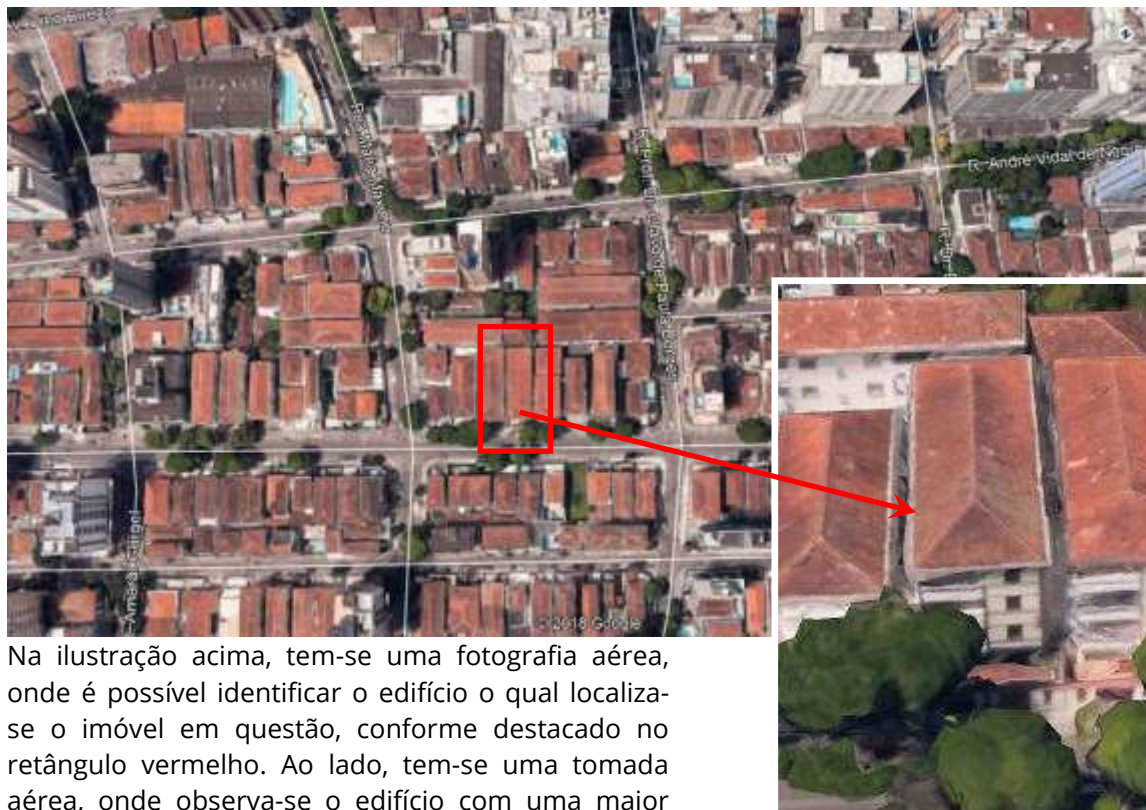 R. André Vidal de Negr
© 2018 Google
Na ilustração acima, tem-se uma fotografia aérea,
onde é possível identificar o edifício o qual localiza-
se o imóvel em questão, conforme destacado no
retângulo vermelho. Ao lado, tem-se uma tomada
aérea, onde observa-se o edifício com uma maior